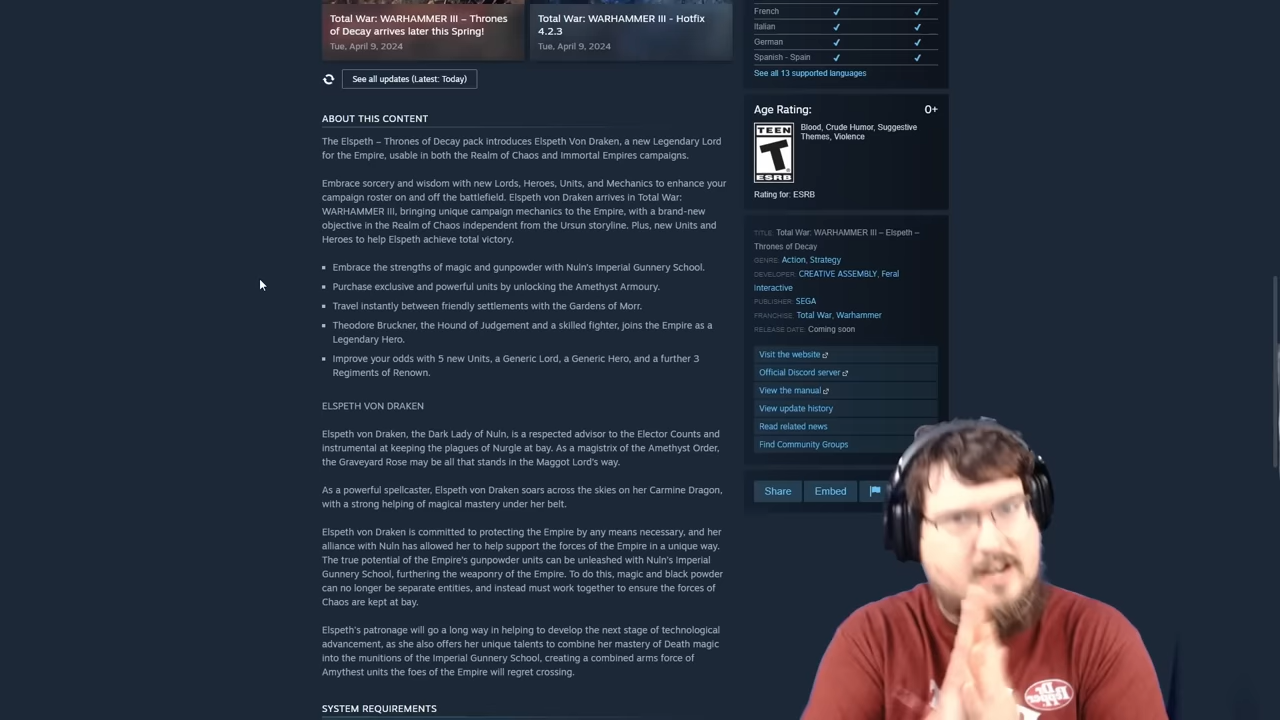 Total War: WARHAMMER III – Thrones
of Decay arrives later this Spring!
Tue, April 9, 2024
Total War: WARHAMMER III - Hotfix
4.2.3
Tue, April 9, 2024
See all updates (Latest: Today)
ABOUT THIS CONTENT
The Elspeth – Thrones of Decay pack introduces Elspeth Von Draken, a new Legendary Lord
for the Empire, usable in both the Realm of Chaos and Immortal Empires campaigns.
Embrace sorcery and wisdom with new Lords, Heroes, Units, and Mechanics to enhance your
campaign roster on and off the battlefield. Elspeth von Draken arrives in Total War:
WARHAMMER III, bringing unique campaign mechanics to the Empire, with a brand-new
objective in the Realm of Chaos independent from the Ursun storyline. Plus, new Units and
Heroes to help Elspeth achieve total victory.
Embrace the strengths of magic and gunpowder with Nuln's Imperial Gunnery School.
Purchase exclusive and powerful units by unlocking the Amethyst Armoury.
Travel instantly between friendly settlements with the Gardens of Morr.
Theodore Bruckner, the Hound of Judgement and a skilled fighter, joins the Empire as a
Legendary Hero.
Improve your odds with 5 new Units, a Generic Lord, a Generic Hero, and a further 3
Regiments of Renown.
ELSPETH VON DRAKEN
Elspeth von Draken, the Dark Lady of Nuln, is a respected advisor to the Elector Counts and
instrumental at keeping the plagues of Nurgle at bay. As a magistrix of the Amethyst Order,
the Graveyard Rose may be all that stands in the Maggot Lord's way.
As a powerful spellcaster, Elspeth von Draken soars across the skies on her Carmine Dragon,
with a strong helping of magical mastery under her belt.
Elspeth von Draken is committed to protecting the Empire by any means necessary, and her
alliance with Nuln has allowed her to help support the forces of the Empire in a unique way.
The true potential of the Empire's gunpowder units can be unleashed with Nuln's Imperial
Gunnery School, furthering the weaponry of the Empire. To do this, magic and black powder
can no longer be separate entities, and instead must work together to ensure the forces of
Chaos are kept at bay.
Elspeth's patronage will go a long way in helping to develop the next stage of technological
advancement, as she also offers her unique talents to combine her mastery of Death magic
into the munitions of the Imperial Gunnery School, creating a combined arms force of
Amythest units the foes of the Empire will regret crossing.
SYSTEM REQUIREMENTS
French
Italian
German
Spanish - Spain
See all 13 supported languages
Age Rating: 0+
TEEN
T
ESRB
Blood, Crude Humor, Suggestive
Themes, Violence
Rating for: ESRB
TITLE: Total War: WARHAMMER III – Elspeth –
Thrones of Decay
GENRE: Action, Strategy
DEVELOPER: CREATIVE ASSEMBLY, Feral
Interactive
PUBLISHER: SEGA
FRANCHISE: Total War, Warhammer
RELEASE DATE: Coming soon
Visit the website
Official Discord server
View the manual
View update history
Read related news
Find Community Groups
Share
Embed
Dr Pepper